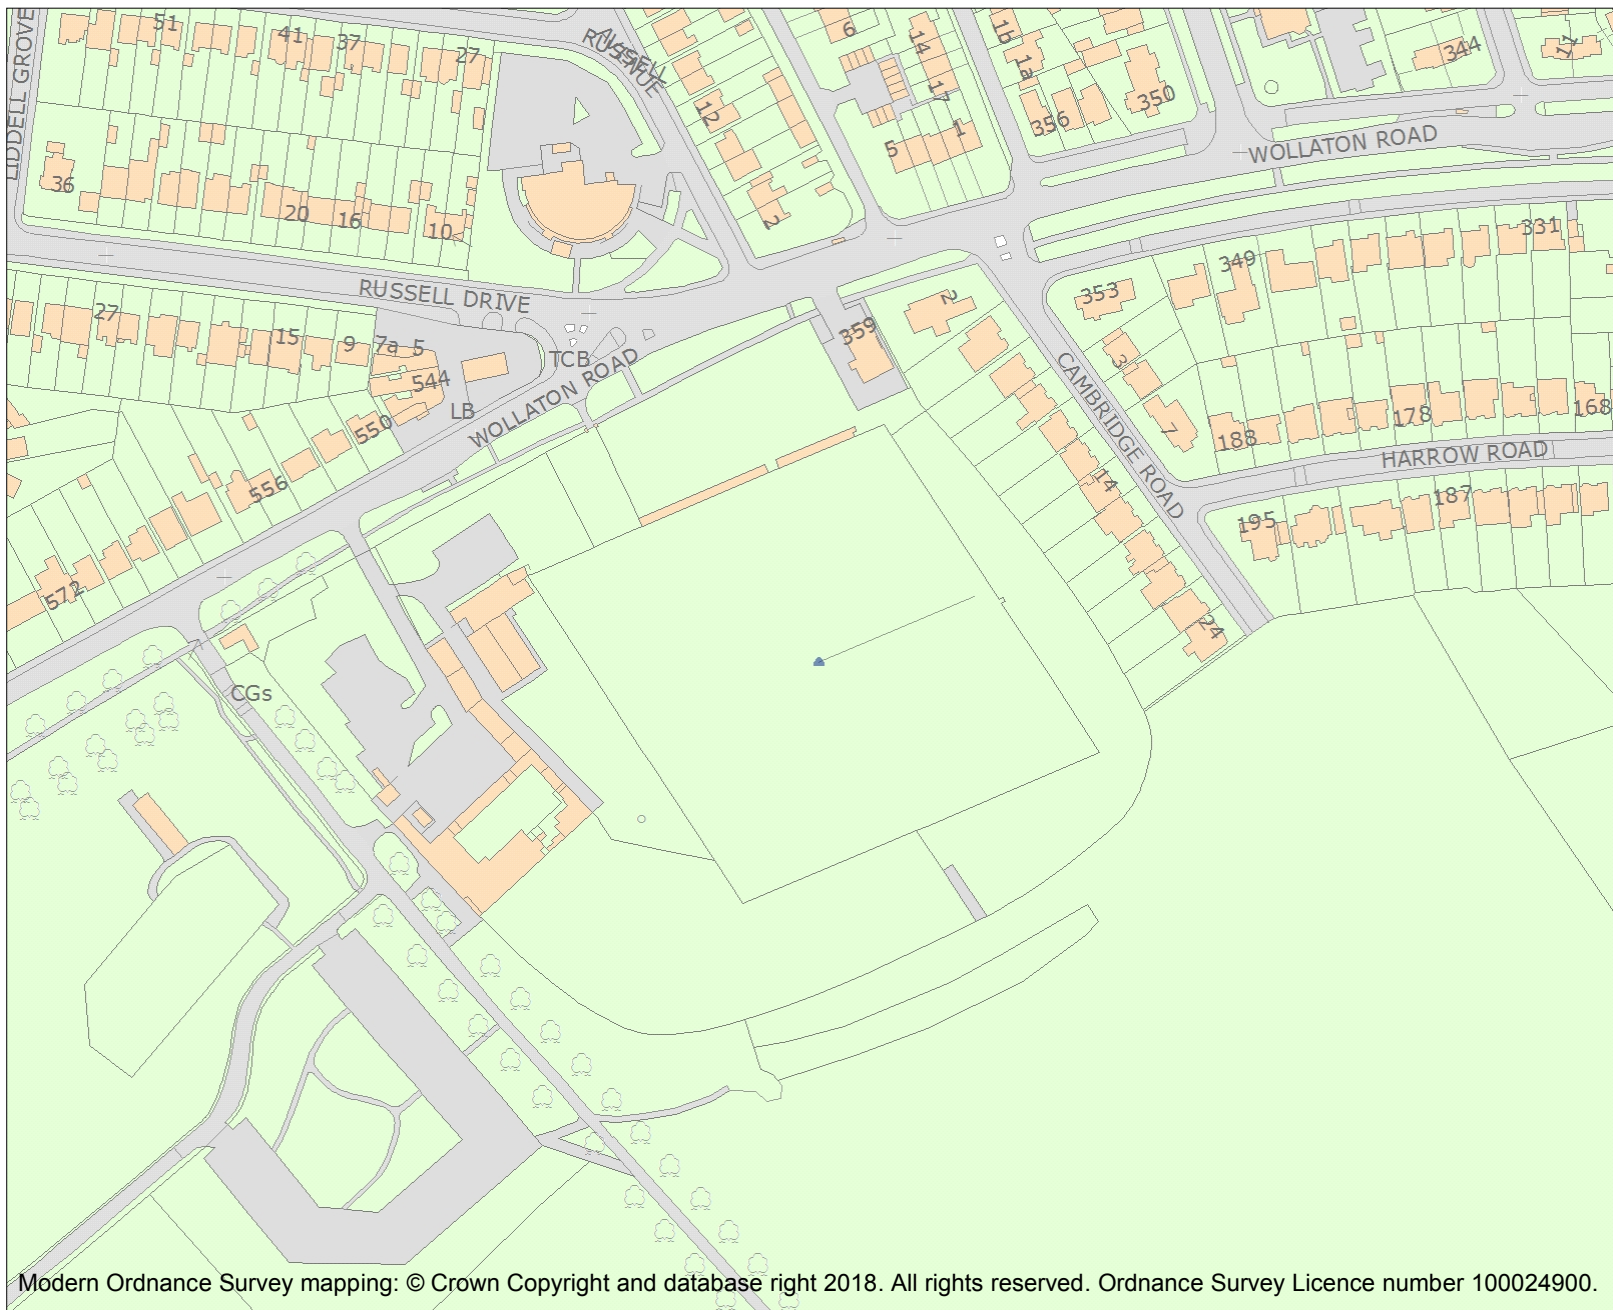 51
41
37
27
LIDDELL GROVE
36
20
16
10
RUSSELL
AVENUE
12
2
6
14
17
5
1
1b
1a
356
350
344
11
WOLLATON ROAD
RUSSELL DRIVE
27
15
9
7a
5
544
TCB
LB
WOLLATON ROAD
550
556
572
359
2
353
3
7
349
331
188
178
168
CAMBRIDGE ROAD
HARROW ROAD
14
24
195
187
CGs
Modern Ordnance Survey mapping: © Crown Copyright and database right 2018. All rights reserved. Ordnance Survey Licence number 100024900.